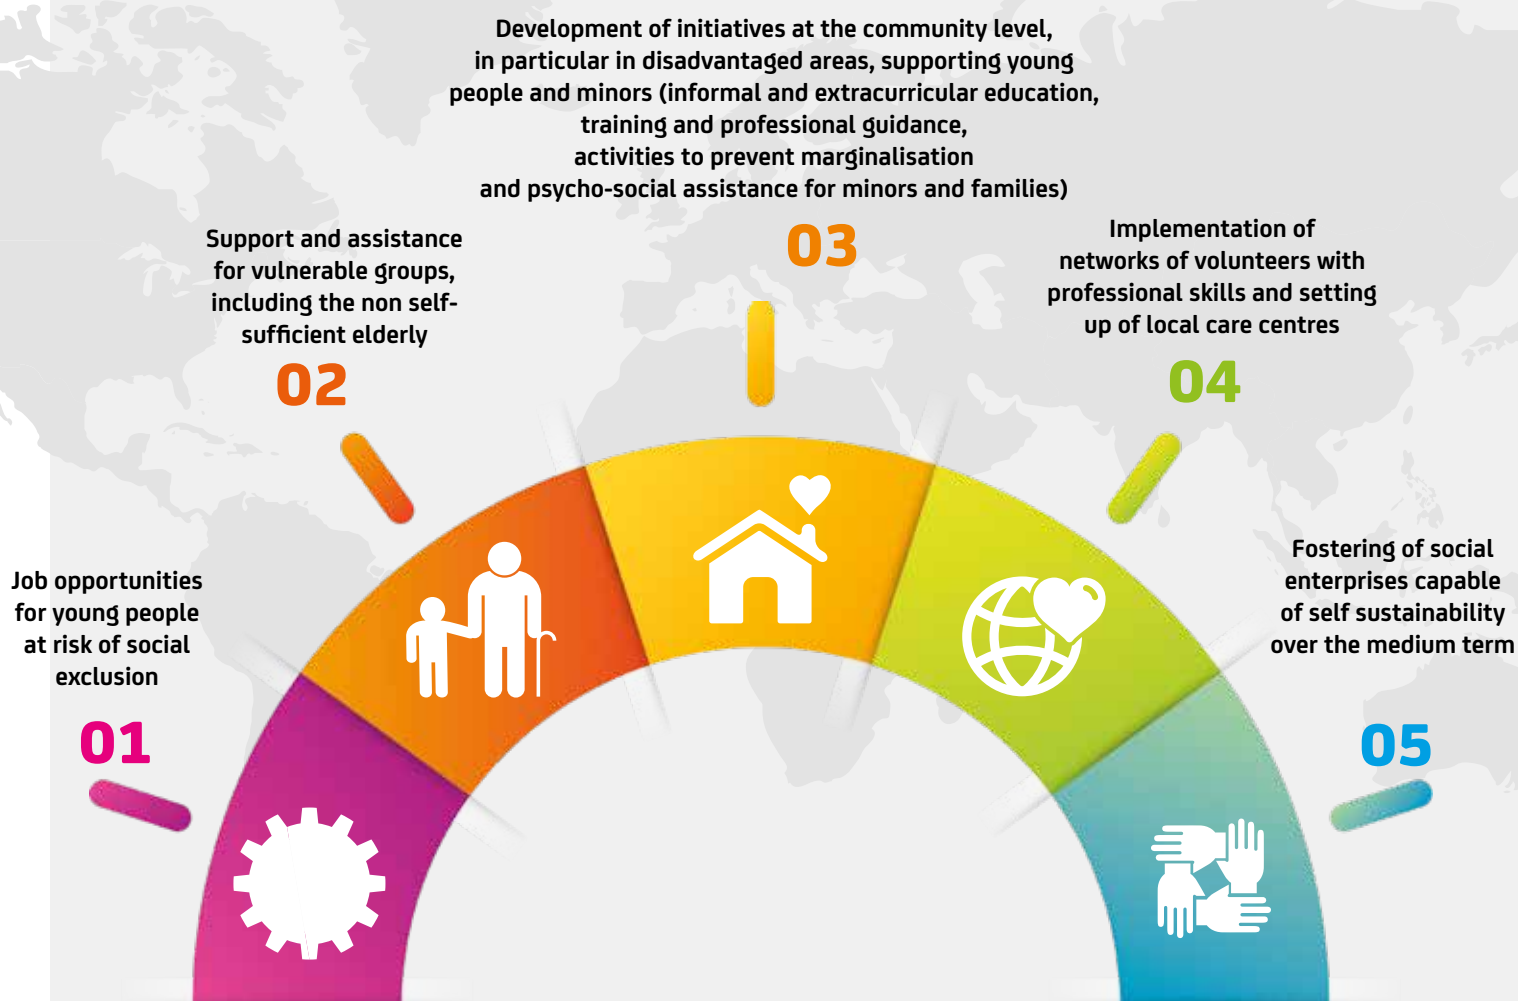 Development of initiatives at the community level,
in particular in disadvantaged areas, supporting young
people and minors (informal and extracurricular education,
training and professional guidance,
activities to prevent marginalisation
and psycho-social assistance for minors and families)
03
Support and assistance
for vulnerable groups,
including the non self-
sufficient elderly
02
Implementation of
networks of volunteers with
professional skills and setting
up of local care centres
04
Job opportunities
for young people
at risk of social
exclusion
01
Fostering of social
enterprises capable
of self sustainability
over the medium term
05